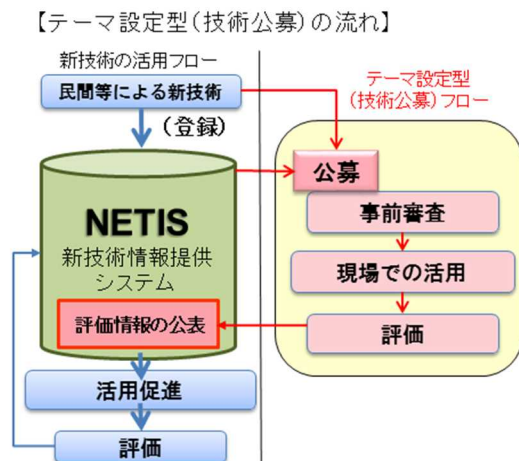 【テーマ設定型(技術公募)の流れ】
新技術の活用フロー
民間等による新技術
(登録)
NETIS
新技術情報提供
システム
評価情報の公表
活用促進
評価
テーマ設定型
(技術公募)フロー
公募
事前審査
現場での活用
評価